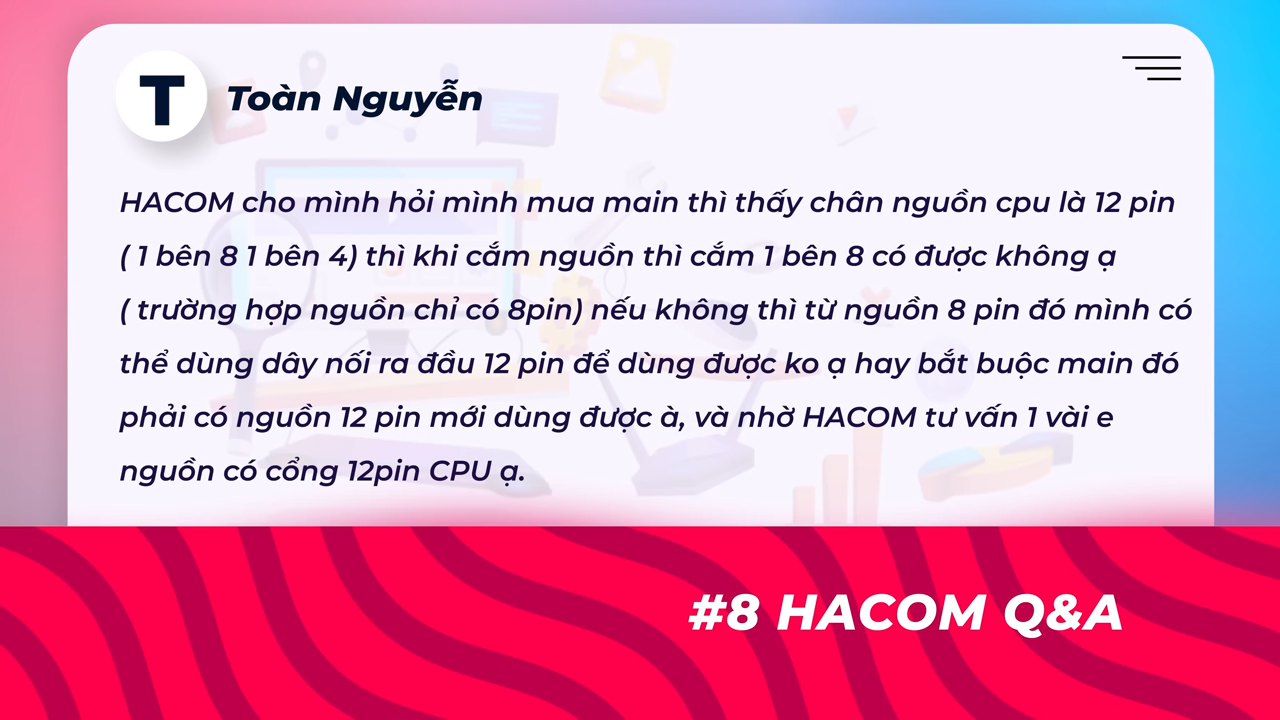 T
Toàn Nguyễn
HACOM cho mình hỏi mình mua main thì thấy chân nguồn cpu là 12 pin
( 1 bên 8 1 bên 4) thì khi cắm nguồn thì cắm 1 bên 8 có được không ạ
( trường hợp nguồn chỉ có 8pin) nếu không thì từ nguồn 8 pin đó mình có
thể dùng dây nối ra đầu 12 pin để dùng được ko ạ hay bắt buộc main đó
phải có nguồn 12 pin mới dùng được à, và nhờ HACOM tư vấn 1 vài e
nguồn có cổng 12pin CPU ạ.
#8 HACOM Q&A